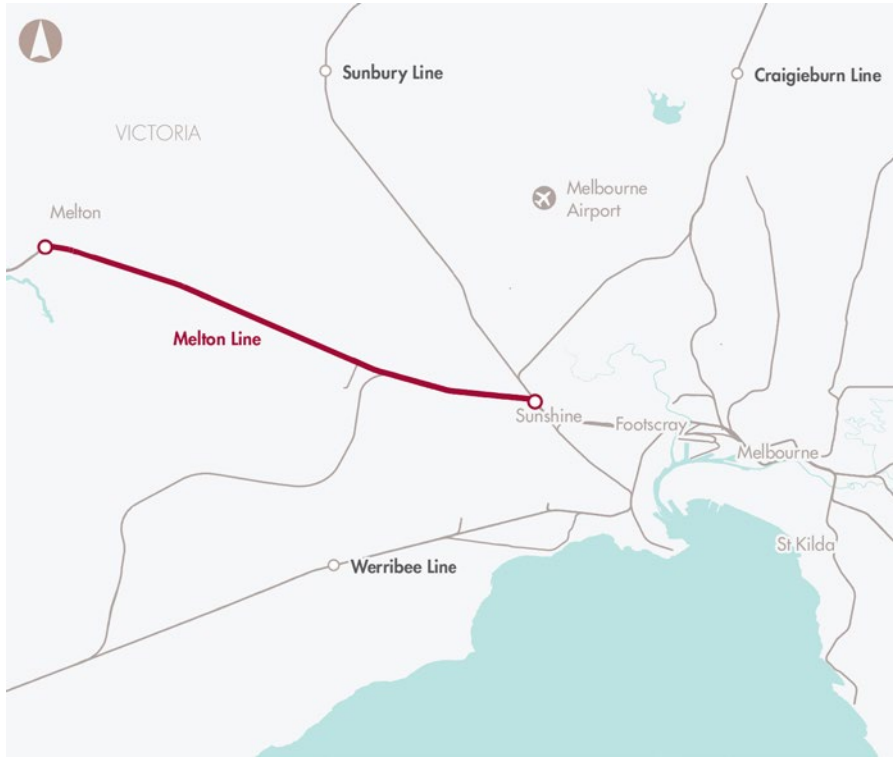 Sunbury Line
Craigieburn Line
VICTORIA
Melbourne
Airport
Melton
Melton Line
Sunshine
Footscray
Melbourne
St Kilda
Werribee Line